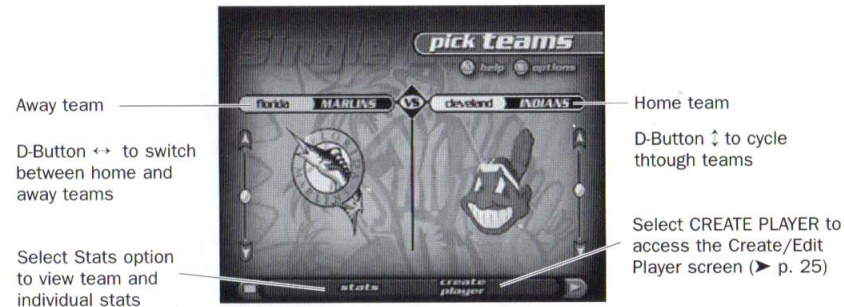 Single
pick teams
help options
Away team
florida MARLINS VS cleveland INDIANS
Home team
D-Button ↔ to switch
between home and
away teams
D-Button ↕ to cycle
thtough teams
FLORIDA MARLINS
Select Stats option
to view team and
individual stats
stats
create
player
Select CREATE PLAYER to
access the Create/Edit
Player screen (➤ p. 25)